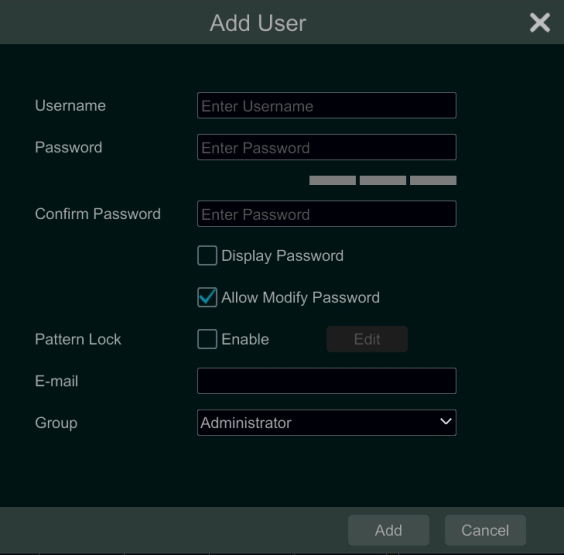 Add User
Username
Enter Username
Password
Enter Password
Confirm Password
Enter Password
Display Password
Allow Modify Password
Pattern Lock
Enable
Edit
E-mail
Group
Administrator
Add
Cancel